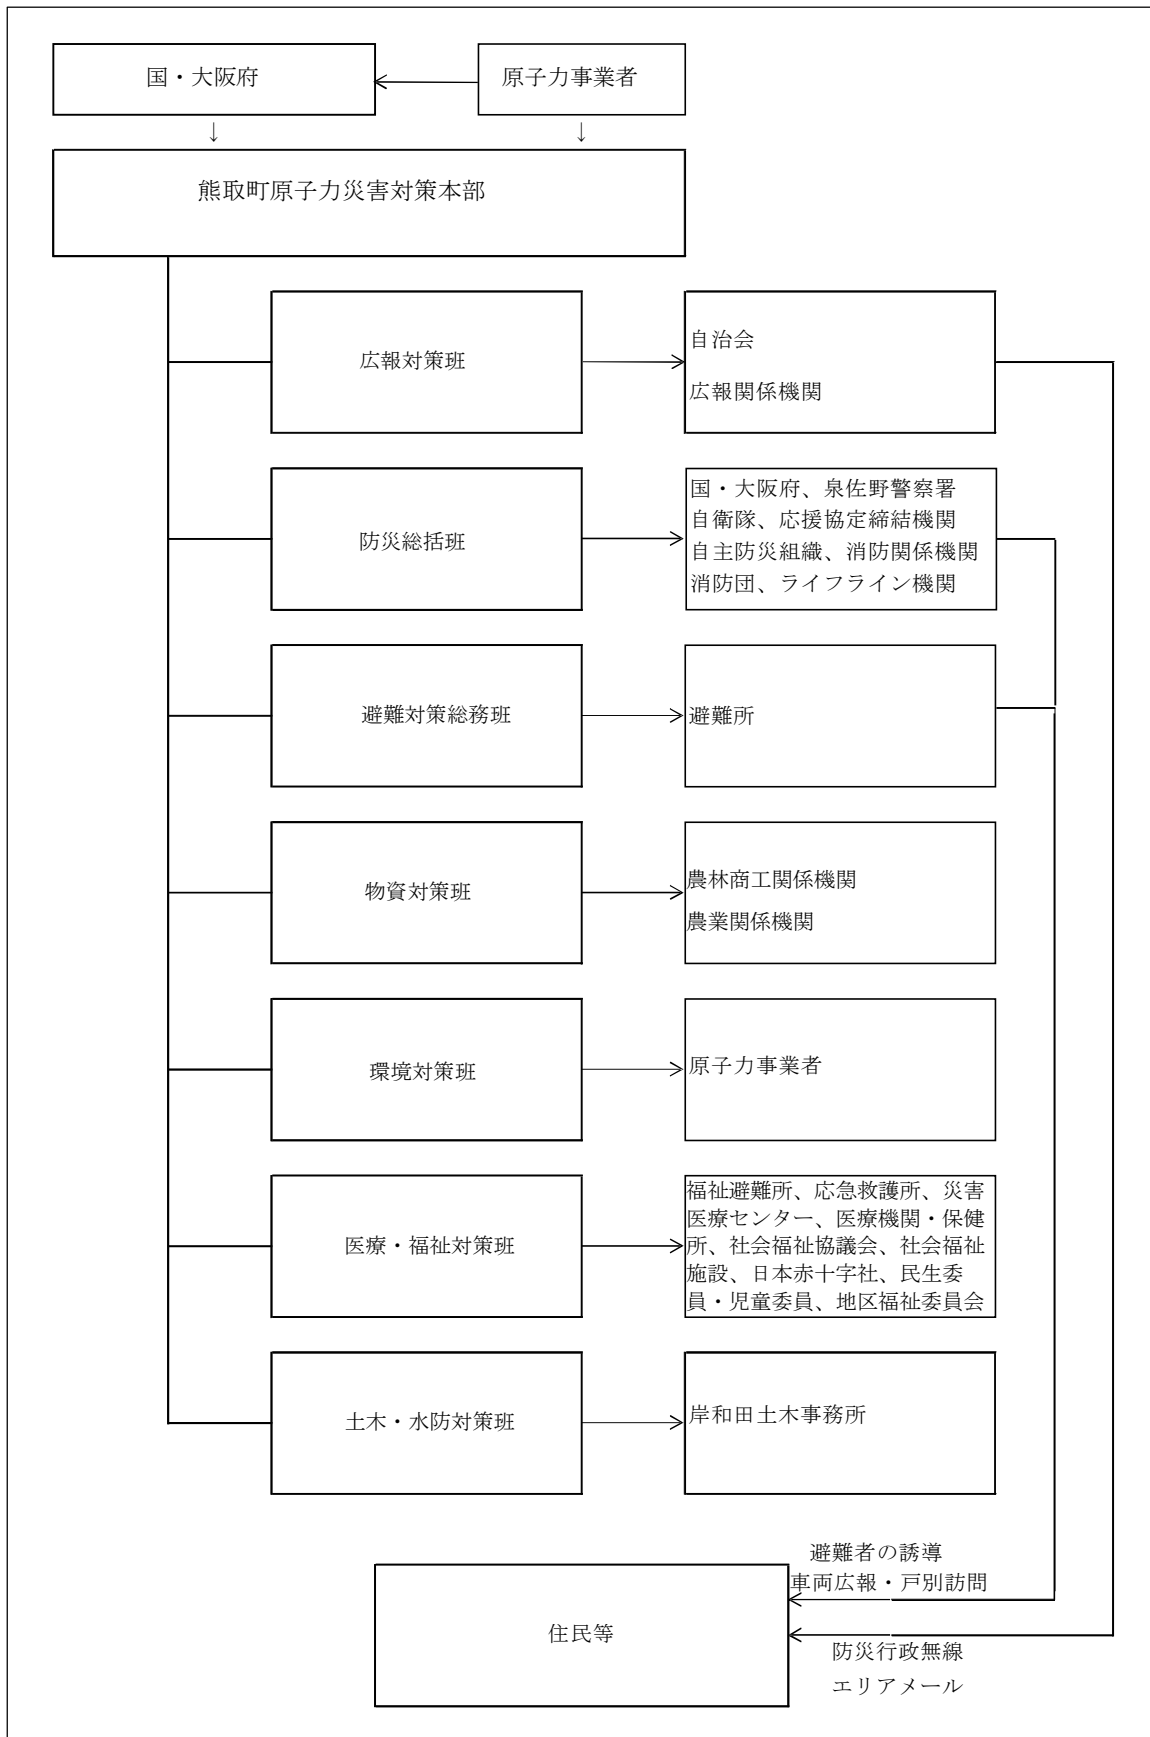 国・大阪府
原子力事業者
↓
↓
熊取町原子力災害対策本部
広報対策班
自治会
広報関係機関
防災総括班
国・大阪府、泉佐野警察署
自衛隊、応援協定締結機関
自主防災組織、消防関係機関
消防団、ライフライン機関
避難対策総務班
避難所
物資対策班
農林商工関係機関
農業関係機関
環境対策班
原子力事業者
医療・福祉対策班
福祉避難所、応急救護所、災害
医療センター、医療機関・保健
所、社会福祉協議会、社会福祉
施設、日本赤十字社、民生委
員・児童委員、地区福祉委員会
土木・水防対策班
岸和田土木事務所
避難者の誘導
車両広報・戸別訪問
住民等
防災行政無線
エリアメール